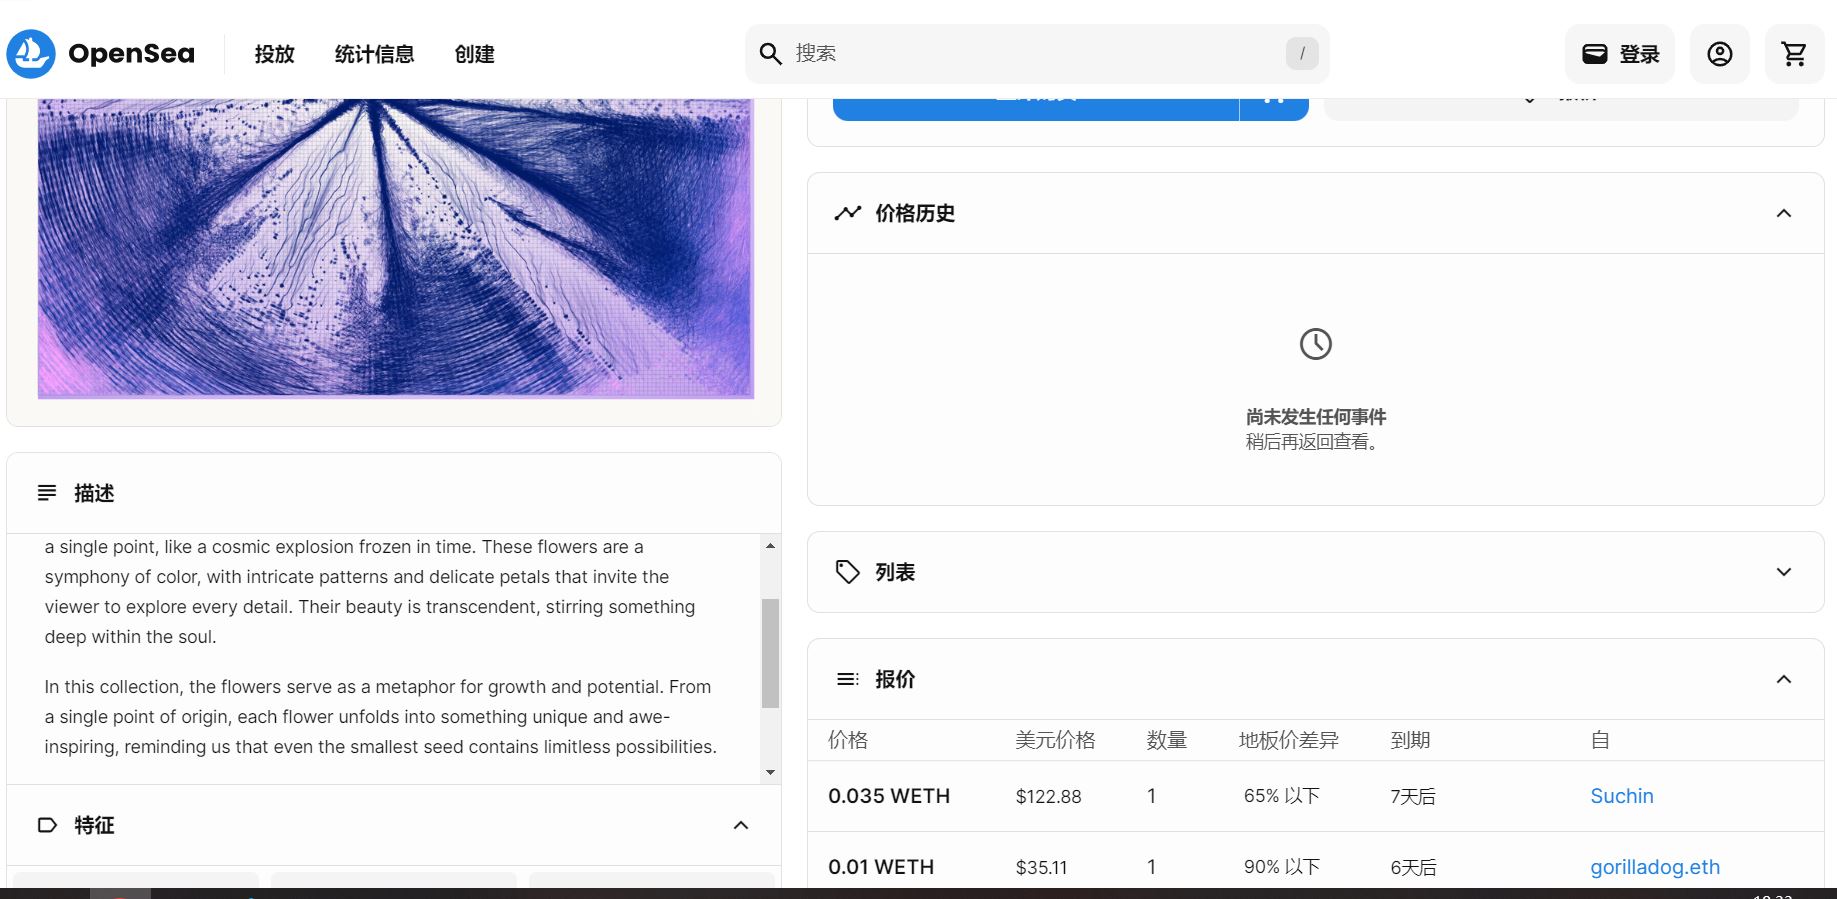 OpenSea
投放
统计信息
创建
搜索
/
登录
描述
a single point, like a cosmic explosion frozen in time. These flowers are a
symphony of color, with intricate patterns and delicate petals that invite the
viewer to explore every detail. Their beauty is transcendent, stirring something
deep within the soul.
In this collection, the flowers serve as a metaphor for growth and potential. From
a single point of origin, each flower unfolds into something unique and awe-
inspiring, reminding us that even the smallest seed contains limitless possibilities.
特征
价格历史
尚未发生任何事件
稍后再返回查看。
列表
报价
价格 美元价格 数量 地板价差异 到期 自
0.035 WETH $122.88 1 65% 以下 7天后 Suchin
0.01 WETH $35.11 1 90% 以下 6天后 gorilladog.eth